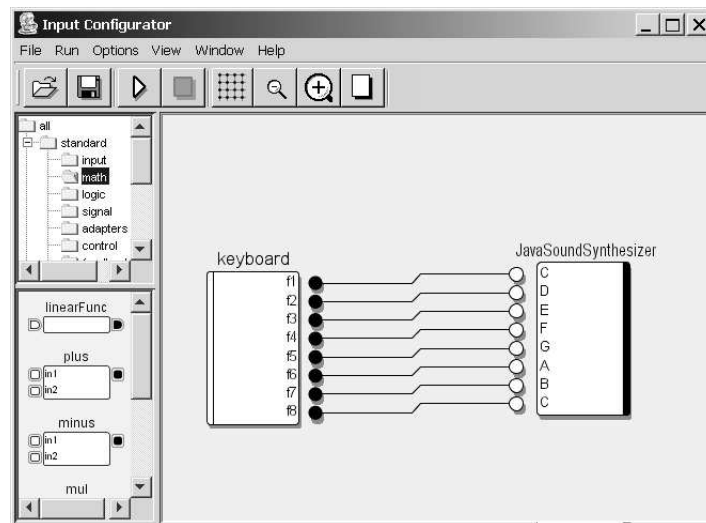 Input Configurator
File Run Options View Window Help
all
standard
input
math
logic
signal
adapters
control
linearFunc
plus
in1
in2
minus
in1
in2
mul
keyboard
f1
f2
f3
f4
f5
f6
f7
f8
JavaSoundSynthesizer
C
D
E
F
G
A
B
C